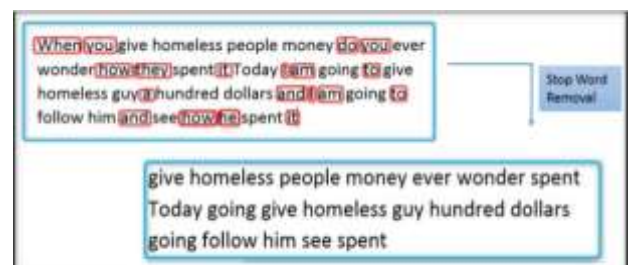 When you give homeless people money do you ever
wonder how they spent it Today I am going to give
homeless guy a hundred dollars and I am going to
follow him and see how he spent it
Stop Word
Removal
give homeless people money ever wonder spent
Today going give homeless guy hundred dollars
going follow him see spent